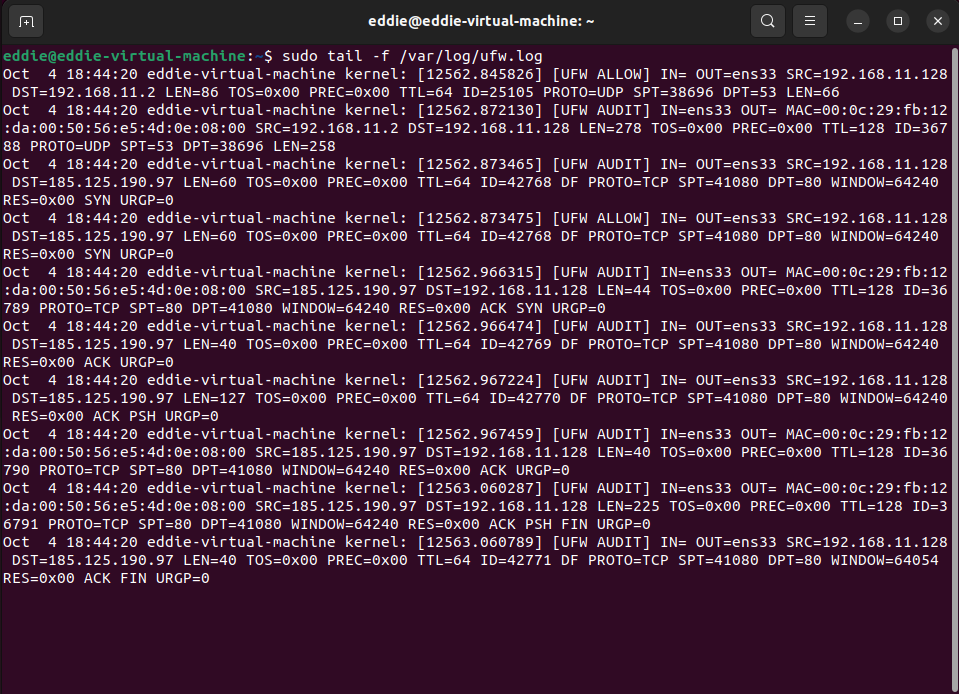 eddie@eddie-virtual-machine: ~
eddie@eddie-virtual-machine:~$ sudo tail -f /var/log/ufw.log
Oct  4 18:44:20 eddie-virtual-machine kernel: [12562.845826] [UFW ALLOW] IN= OUT=ens33 SRC=192.168.11.128
 DST=192.168.11.2 LEN=86 TOS=0x00 PREC=0x00 TTL=64 ID=25105 PROTO=UDP SPT=38696 DPT=53 LEN=66
Oct  4 18:44:20 eddie-virtual-machine kernel: [12562.872130] [UFW AUDIT] IN=ens33 OUT= MAC=00:0c:29:fb:12
:da:00:50:56:e5:4d:0e:08:00 SRC=192.168.11.2 DST=192.168.11.128 LEN=278 TOS=0x00 PREC=0x00 TTL=128 ID=367
88 PROTO=UDP SPT=53 DPT=38696 LEN=258
Oct  4 18:44:20 eddie-virtual-machine kernel: [12562.873465] [UFW AUDIT] IN= OUT=ens33 SRC=192.168.11.128
 DST=185.125.190.97 LEN=60 TOS=0x00 PREC=0x00 TTL=64 ID=42768 DF PROTO=TCP SPT=41080 DPT=80 WINDOW=64240
RES=0x00 SYN URGP=0
Oct  4 18:44:20 eddie-virtual-machine kernel: [12562.873475] [UFW ALLOW] IN= OUT=ens33 SRC=192.168.11.128
 DST=185.125.190.97 LEN=60 TOS=0x00 PREC=0x00 TTL=64 ID=42768 DF PROTO=TCP SPT=41080 DPT=80 WINDOW=64240
RES=0x00 SYN URGP=0
Oct  4 18:44:20 eddie-virtual-machine kernel: [12562.966315] [UFW AUDIT] IN=ens33 OUT= MAC=00:0c:29:fb:12
:da:00:50:56:e5:4d:0e:08:00 SRC=185.125.190.97 DST=192.168.11.128 LEN=44 TOS=0x00 PREC=0x00 TTL=128 ID=36
789 PROTO=TCP SPT=80 DPT=41080 WINDOW=64240 RES=0x00 ACK SYN URGP=0
Oct  4 18:44:20 eddie-virtual-machine kernel: [12562.966474] [UFW AUDIT] IN= OUT=ens33 SRC=192.168.11.128
 DST=185.125.190.97 LEN=40 TOS=0x00 PREC=0x00 TTL=64 ID=42769 DF PROTO=TCP SPT=41080 DPT=80 WINDOW=64240
RES=0x00 ACK URGP=0
Oct  4 18:44:20 eddie-virtual-machine kernel: [12562.967224] [UFW AUDIT] IN= OUT=ens33 SRC=192.168.11.128
 DST=185.125.190.97 LEN=127 TOS=0x00 PREC=0x00 TTL=64 ID=42770 DF PROTO=TCP SPT=41080 DPT=80 WINDOW=64240
 RES=0x00 ACK PSH URGP=0
Oct  4 18:44:20 eddie-virtual-machine kernel: [12562.967459] [UFW AUDIT] IN=ens33 OUT= MAC=00:0c:29:fb:12
:da:00:50:56:e5:4d:0e:08:00 SRC=185.125.190.97 DST=192.168.11.128 LEN=40 TOS=0x00 PREC=0x00 TTL=128 ID=36
790 PROTO=TCP SPT=80 DPT=41080 WINDOW=64240 RES=0x00 ACK URGP=0
Oct  4 18:44:20 eddie-virtual-machine kernel: [12563.060287] [UFW AUDIT] IN=ens33 OUT= MAC=00:0c:29:fb:12
:da:00:50:56:e5:4d:0e:08:00 SRC=185.125.190.97 DST=192.168.11.128 LEN=225 TOS=0x00 PREC=0x00 TTL=128 ID=3
6791 PROTO=TCP SPT=80 DPT=41080 WINDOW=64240 RES=0x00 ACK PSH FIN URGP=0
Oct  4 18:44:20 eddie-virtual-machine kernel: [12563.060789] [UFW AUDIT] IN= OUT=ens33 SRC=192.168.11.128
 DST=185.125.190.97 LEN=40 TOS=0x00 PREC=0x00 TTL=64 ID=42771 DF PROTO=TCP SPT=41080 DPT=80 WINDOW=64054
RES=0x00 ACK FIN URGP=0